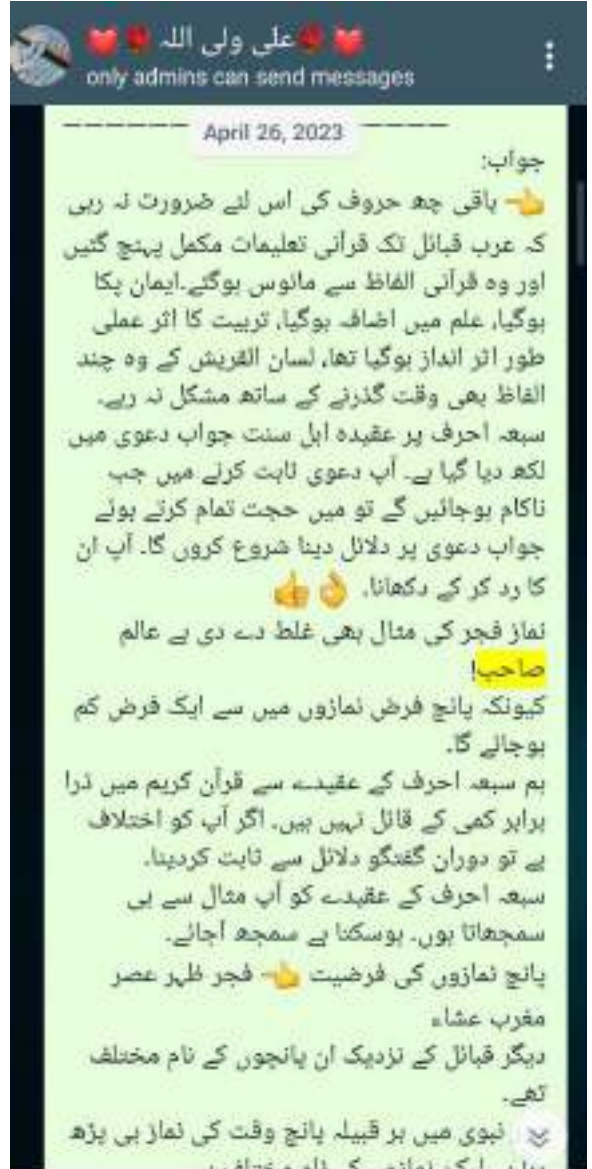 علی ولی اللہ
only admins can send messages
April 26, 2023
جواب:
باقی چھ حروف کی اس لئے ضرورت نہ رہی
کہ عرب قبائل تک قرآنی تعلیمات مکمل پہنچ گئیں
اور وہ قرآنی الفاظ سے مانوس ہوگئے۔ایمان پکا
ہوگیا، علم میں اضافہ ہوگیا، تربیت کا اثر عملی
طور اثر انداز ہوگیا تھا، لسان القریش کے وہ چند
الفاظ بھی وقت گذرنے کے ساتھ مشکل نہ رہے۔
سبعہ احرف پر عقیدہ اہل سنت جواب دعوی میں
لکھ دیا گیا ہے۔ آپ دعوی ثابت کرنے میں جب
ناکام ہوجائیں گے تو میں حجت تمام کرتے ہوئے
جواب دعوی پر دلائل دینا شروع کروں گا۔ آپ ان
کا رد کر کے دکھانا۔ 👌👍
نماز فجر کی مثال بھی غلط دے دی ہے عالم
صاحب!
کیونکہ پانچ فرض نمازوں میں سے ایک فرض کم
ہوجائے گا۔
ہم سبعہ احرف کے عقیدے سے قرآن کریم میں ذرا
برابر کمی کے قائل نہیں ہیں۔ اگر آپ کو اختلاف
ہے تو دوران گفتگو دلائل سے ثابت کردینا۔
سبعہ احرف کے عقیدے کو آپ مثال سے ہی
سمجھاتا ہوں۔ ہوسکتا ہے سمجھ آجائے۔
پانچ نمازوں کی فرضیت 👈 فجر ظہر عصر
مغرب عشاء
دیگر قبائل کے نزدیک ان پانچوں کے نام مختلف
تھے۔
نبوی میں ہر قبیلہ پانچ وقت کی نماز ہی پڑھ